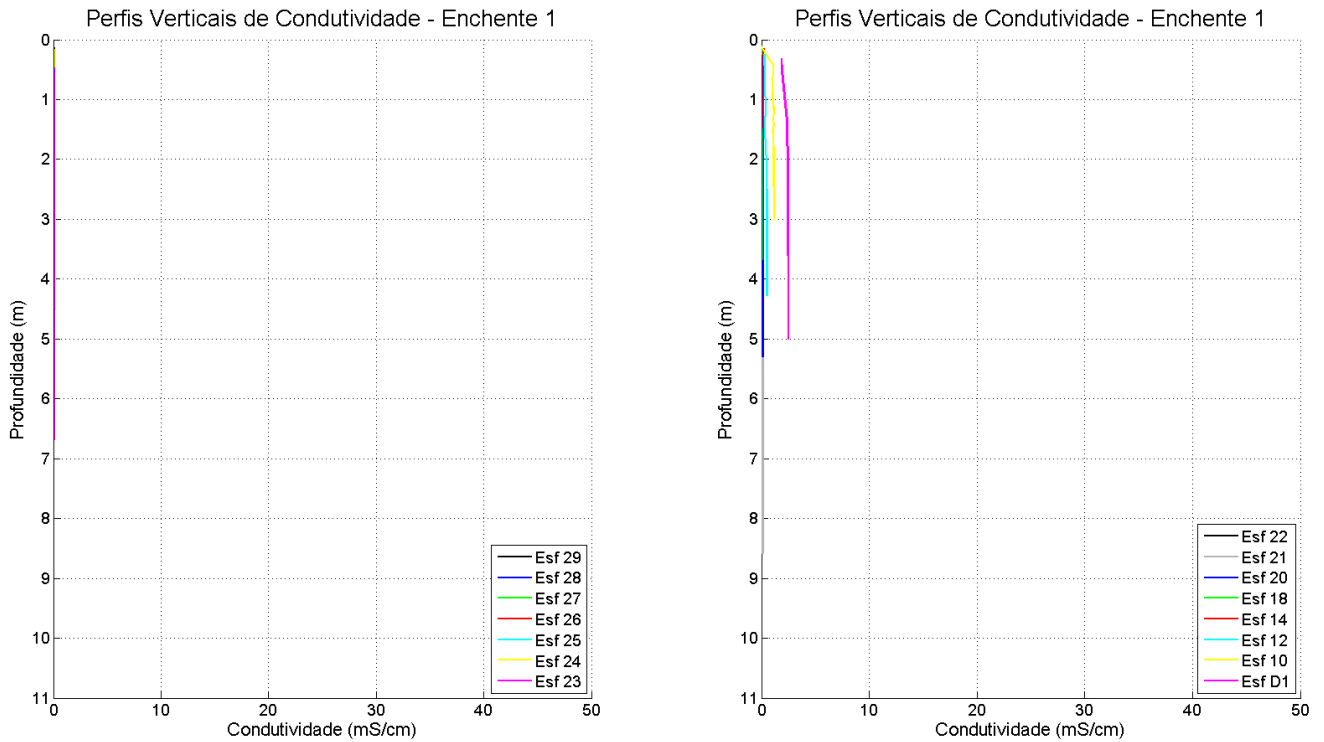 Perfis Verticais de Condutividade - Enchente 1
0
1
2
3
4
5
6
7
8
9
10
11
Profundidade (m)
Esf 29
Esf 28
Esf 27
Esf 26
Esf 25
Esf 24
Esf 23
0 10 20 30 40 50
Condutividade (mS/cm)
Perfis Verticais de Condutividade - Enchente 1
0
1
2
3
4
5
6
7
8
9
10
11
Profundidade (m)
Esf 22
Esf 21
Esf 20
Esf 18
Esf 14
Esf 12
Esf 10
Esf D1
0 10 20 30 40 50
Condutividade (mS/cm)